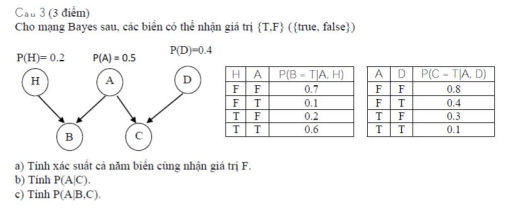 Câu 3 (3 điểm)
Cho mạng Bayes sau, các biến có thể nhận giá trị {T,F} ({true, false})
P(H)= 0.2
P(A) = 0.5
P(D)=0.4
H
A
D
B
C
H A P(B = T|A, H)
F F 0.7
F T 0.1
T F 0.2
T T 0.6
A D P(C = T|A, D)
F F 0.8
F T 0.4
T F 0.3
T T 0.1
a) Tính xác suất cả năm biến cùng nhận giá trị F.
b) Tính P(A|C).
c) Tính P(A|B,C).